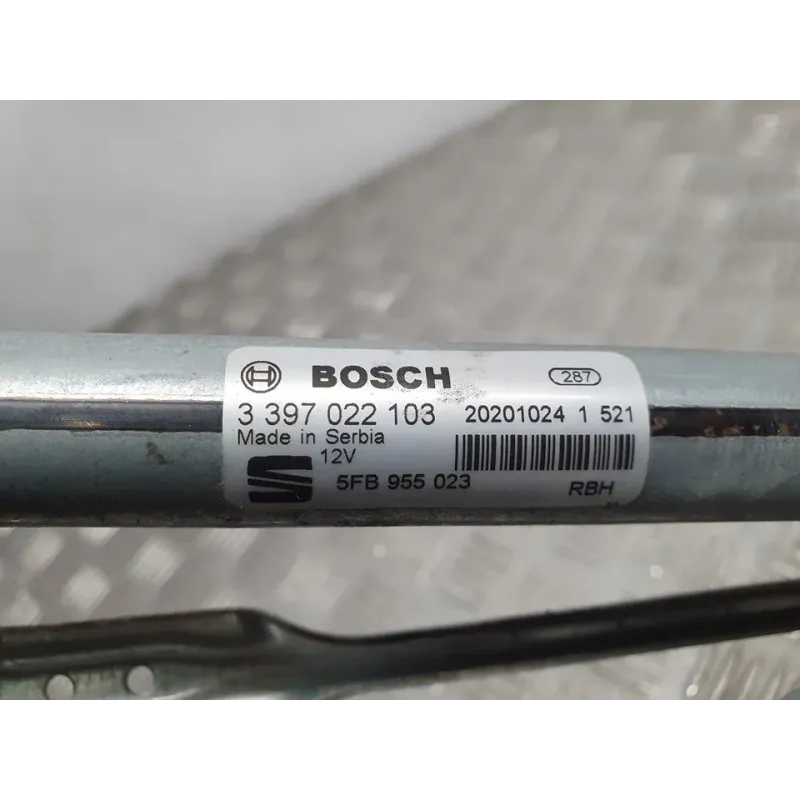 BOSCH 287
3 397 022 103 20201024 1 521
Made in Serbia
12V
5FB 955 023 RBH